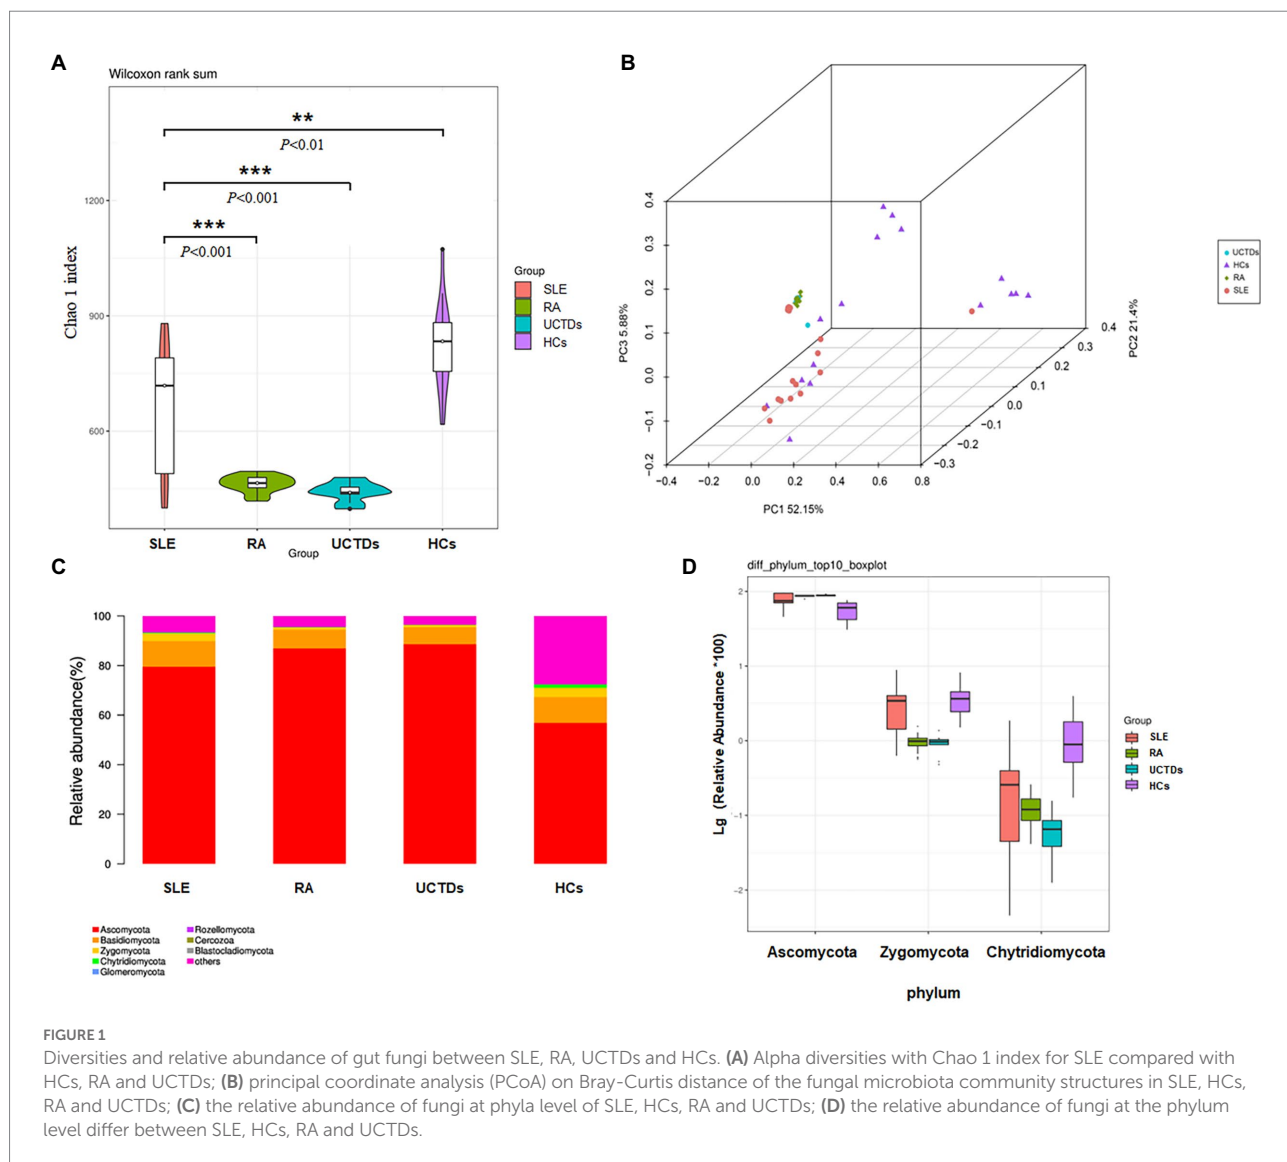 A
Wilcoxon rank sum
**
P<0.01
***
P<0.001
***
P<0.001
Chao 1 index
1200
900
600
SLE
RA
UCTDs
HCs
Group
Group
SLE
RA
UCTDs
HCs
B
PC3 5.88%
0.4
0.3
0.2
0.1
0.0
−0.1
−0.2
−0.4
−0.2
0.0
0.2
0.4
0.6
0.8
PC1 52.15%
−0.3
−0.2
−0.1
0.0
0.1
0.2
0.3
0.4
PC2 21.4%
UCTDs
HCs
RA
SLE
C
Relative abundance(%)
100
80
60
40
20
0
SLE
RA
UCTDs
HCs
Ascomycota
Basidiomycota
Zygomycota
Chytridiomycota
Glomeromycota
Rozellomycota
Cercozoa
Blastocladiomycota
others
D
diff_phylum_top10_boxplot
Lg (Relative Abundance *100)
2
1
0
−1
−2
Ascomycota
Zygomycota
Chytridiomycota
phylum
Group
SLE
RA
UCTDs
HCs
FIGURE 1
Diversities and relative abundance of gut fungi between SLE, RA, UCTDs and HCs. (A) Alpha diversities with Chao 1 index for SLE compared with
HCs, RA and UCTDs; (B) principal coordinate analysis (PCoA) on Bray-Curtis distance of the fungal microbiota community structures in SLE, HCs,
RA and UCTDs; (C) the relative abundance of fungi at phyla level of SLE, HCs, RA and UCTDs; (D) the relative abundance of fungi at the phylum
level differ between SLE, HCs, RA and UCTDs.